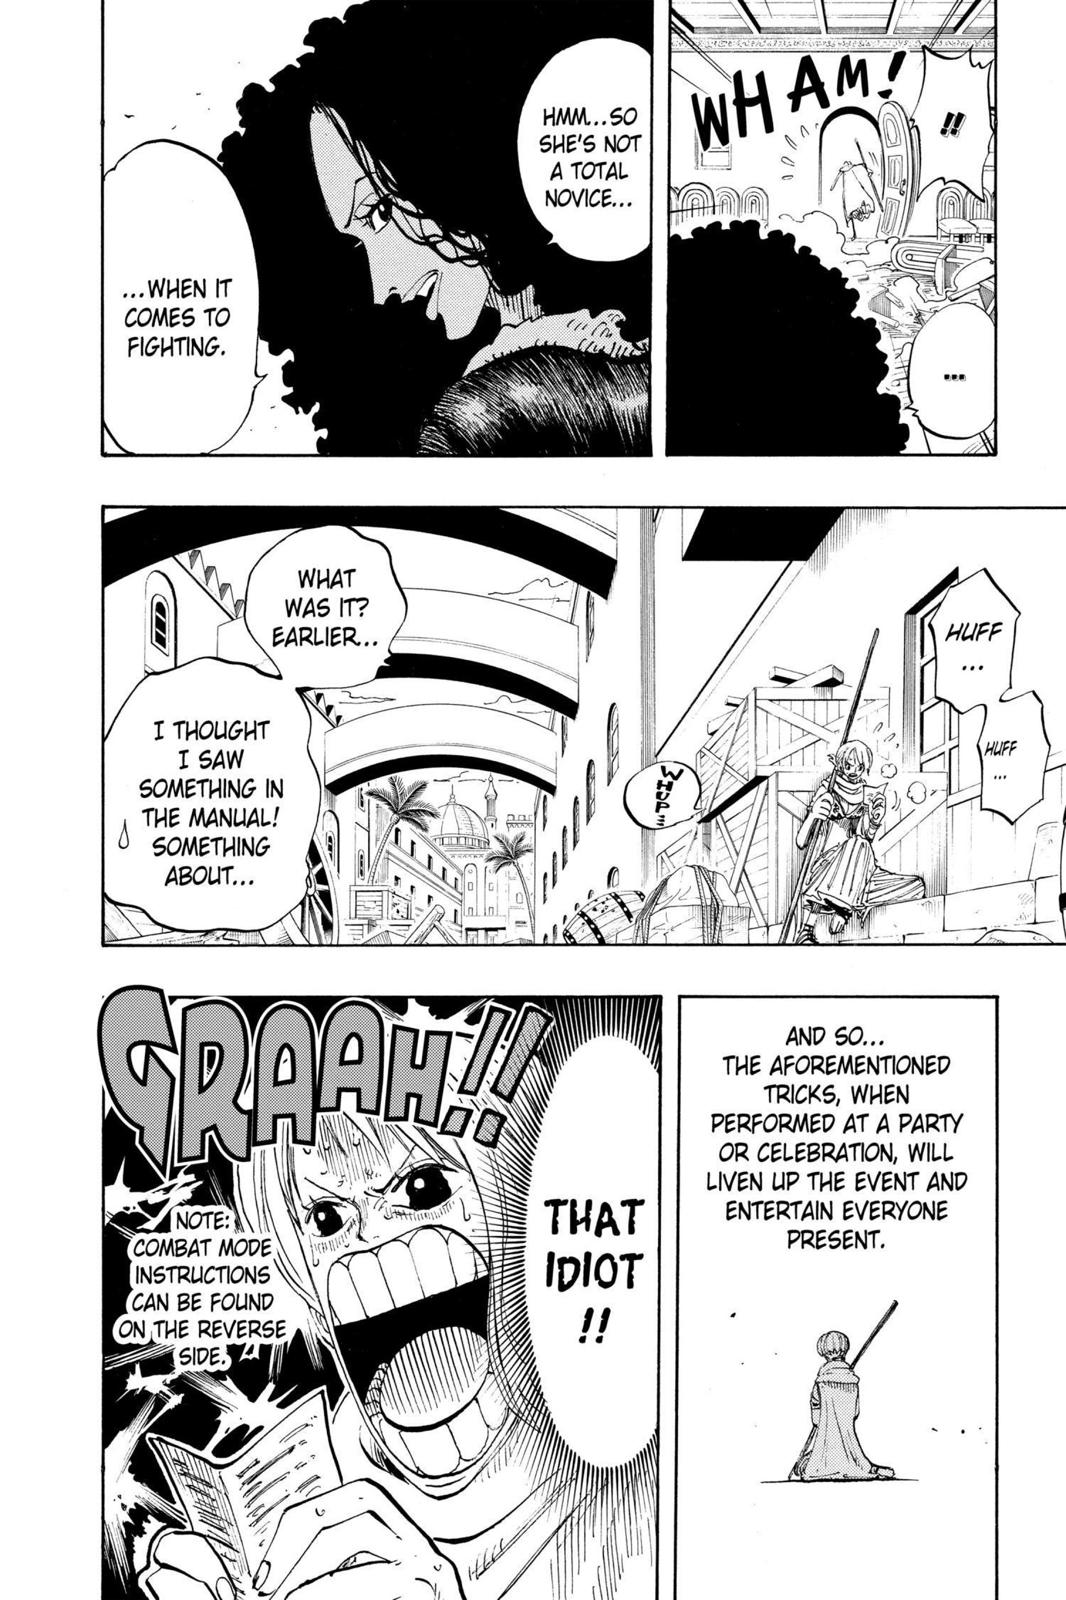 WHAM!
!!
...
HMM...SO
SHE'S NOT
A TOTAL
NOVICE...
...WHEN IT
COMES TO
FIGHTING.
HUFF
...
HUFF
...
WHUP...
WHAT
WAS IT?
EARLIER...
I THOUGHT
I SAW
SOMETHING IN
THE MANUAL!
SOMETHING
ABOUT...
AND SO...
THE AFOREMENTIONED
TRICKS, WHEN
PERFORMED AT A PARTY
OR CELEBRATION, WILL
LIVEN UP THE EVENT AND
ENTERTAIN EVERYONE
PRESENT.
THAT
IDIOT
!!
GRAAH!!
NOTE:
COMBAT MODE
INSTRUCTIONS
CAN BE FOUND
ON THE REVERSE
SIDE.